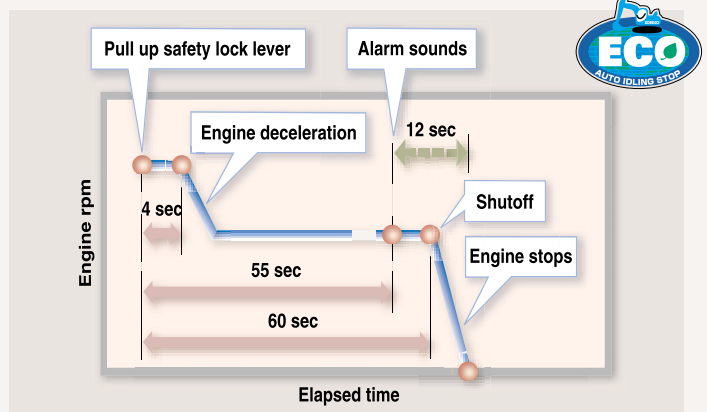 Pull up safety lock lever
Alarm sounds
ECO
AUTO IDLING STOP
Engine deceleration
12 sec
4 sec
Shutoff
Engine rpm
Engine stops
55 sec
60 sec
Elapsed time